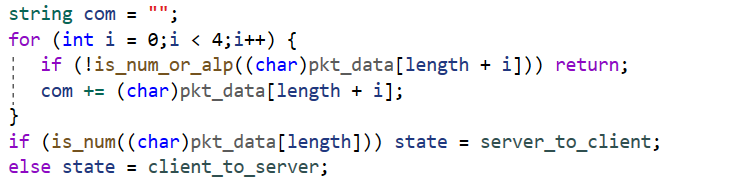 string com = "";
for (int i = 0;i < 4;i++) {
if (!is_num_or_alp((char)pkt_data[length + i])) return;
com += (char)pkt_data[length + i];
}
if (is_num((char)pkt_data[length])) state = server_to_client;
else state = client_to_server;